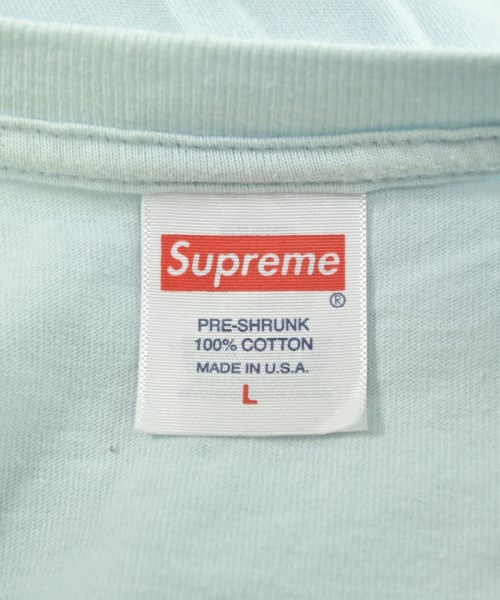 Supreme
®
PRE-SHRUNK
100% COTTON
MADE IN U.S.A.
L